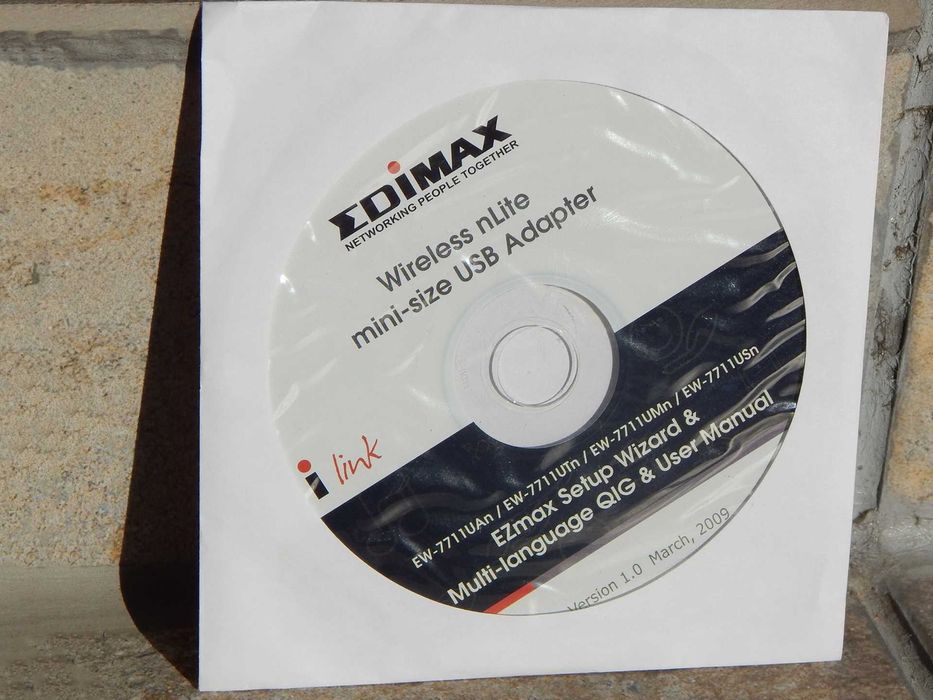 EDIMAX
NETWORKING PEOPLE TOGETHER
Wireless nLite
mini-size USB Adapter
i link
EW-7711UAn / EW-7711UTn / EW-7711UMn / EW-7711USn
EZmax Setup Wizard &
Multi-language QIG & User Manual
Version 1.0 March, 2009